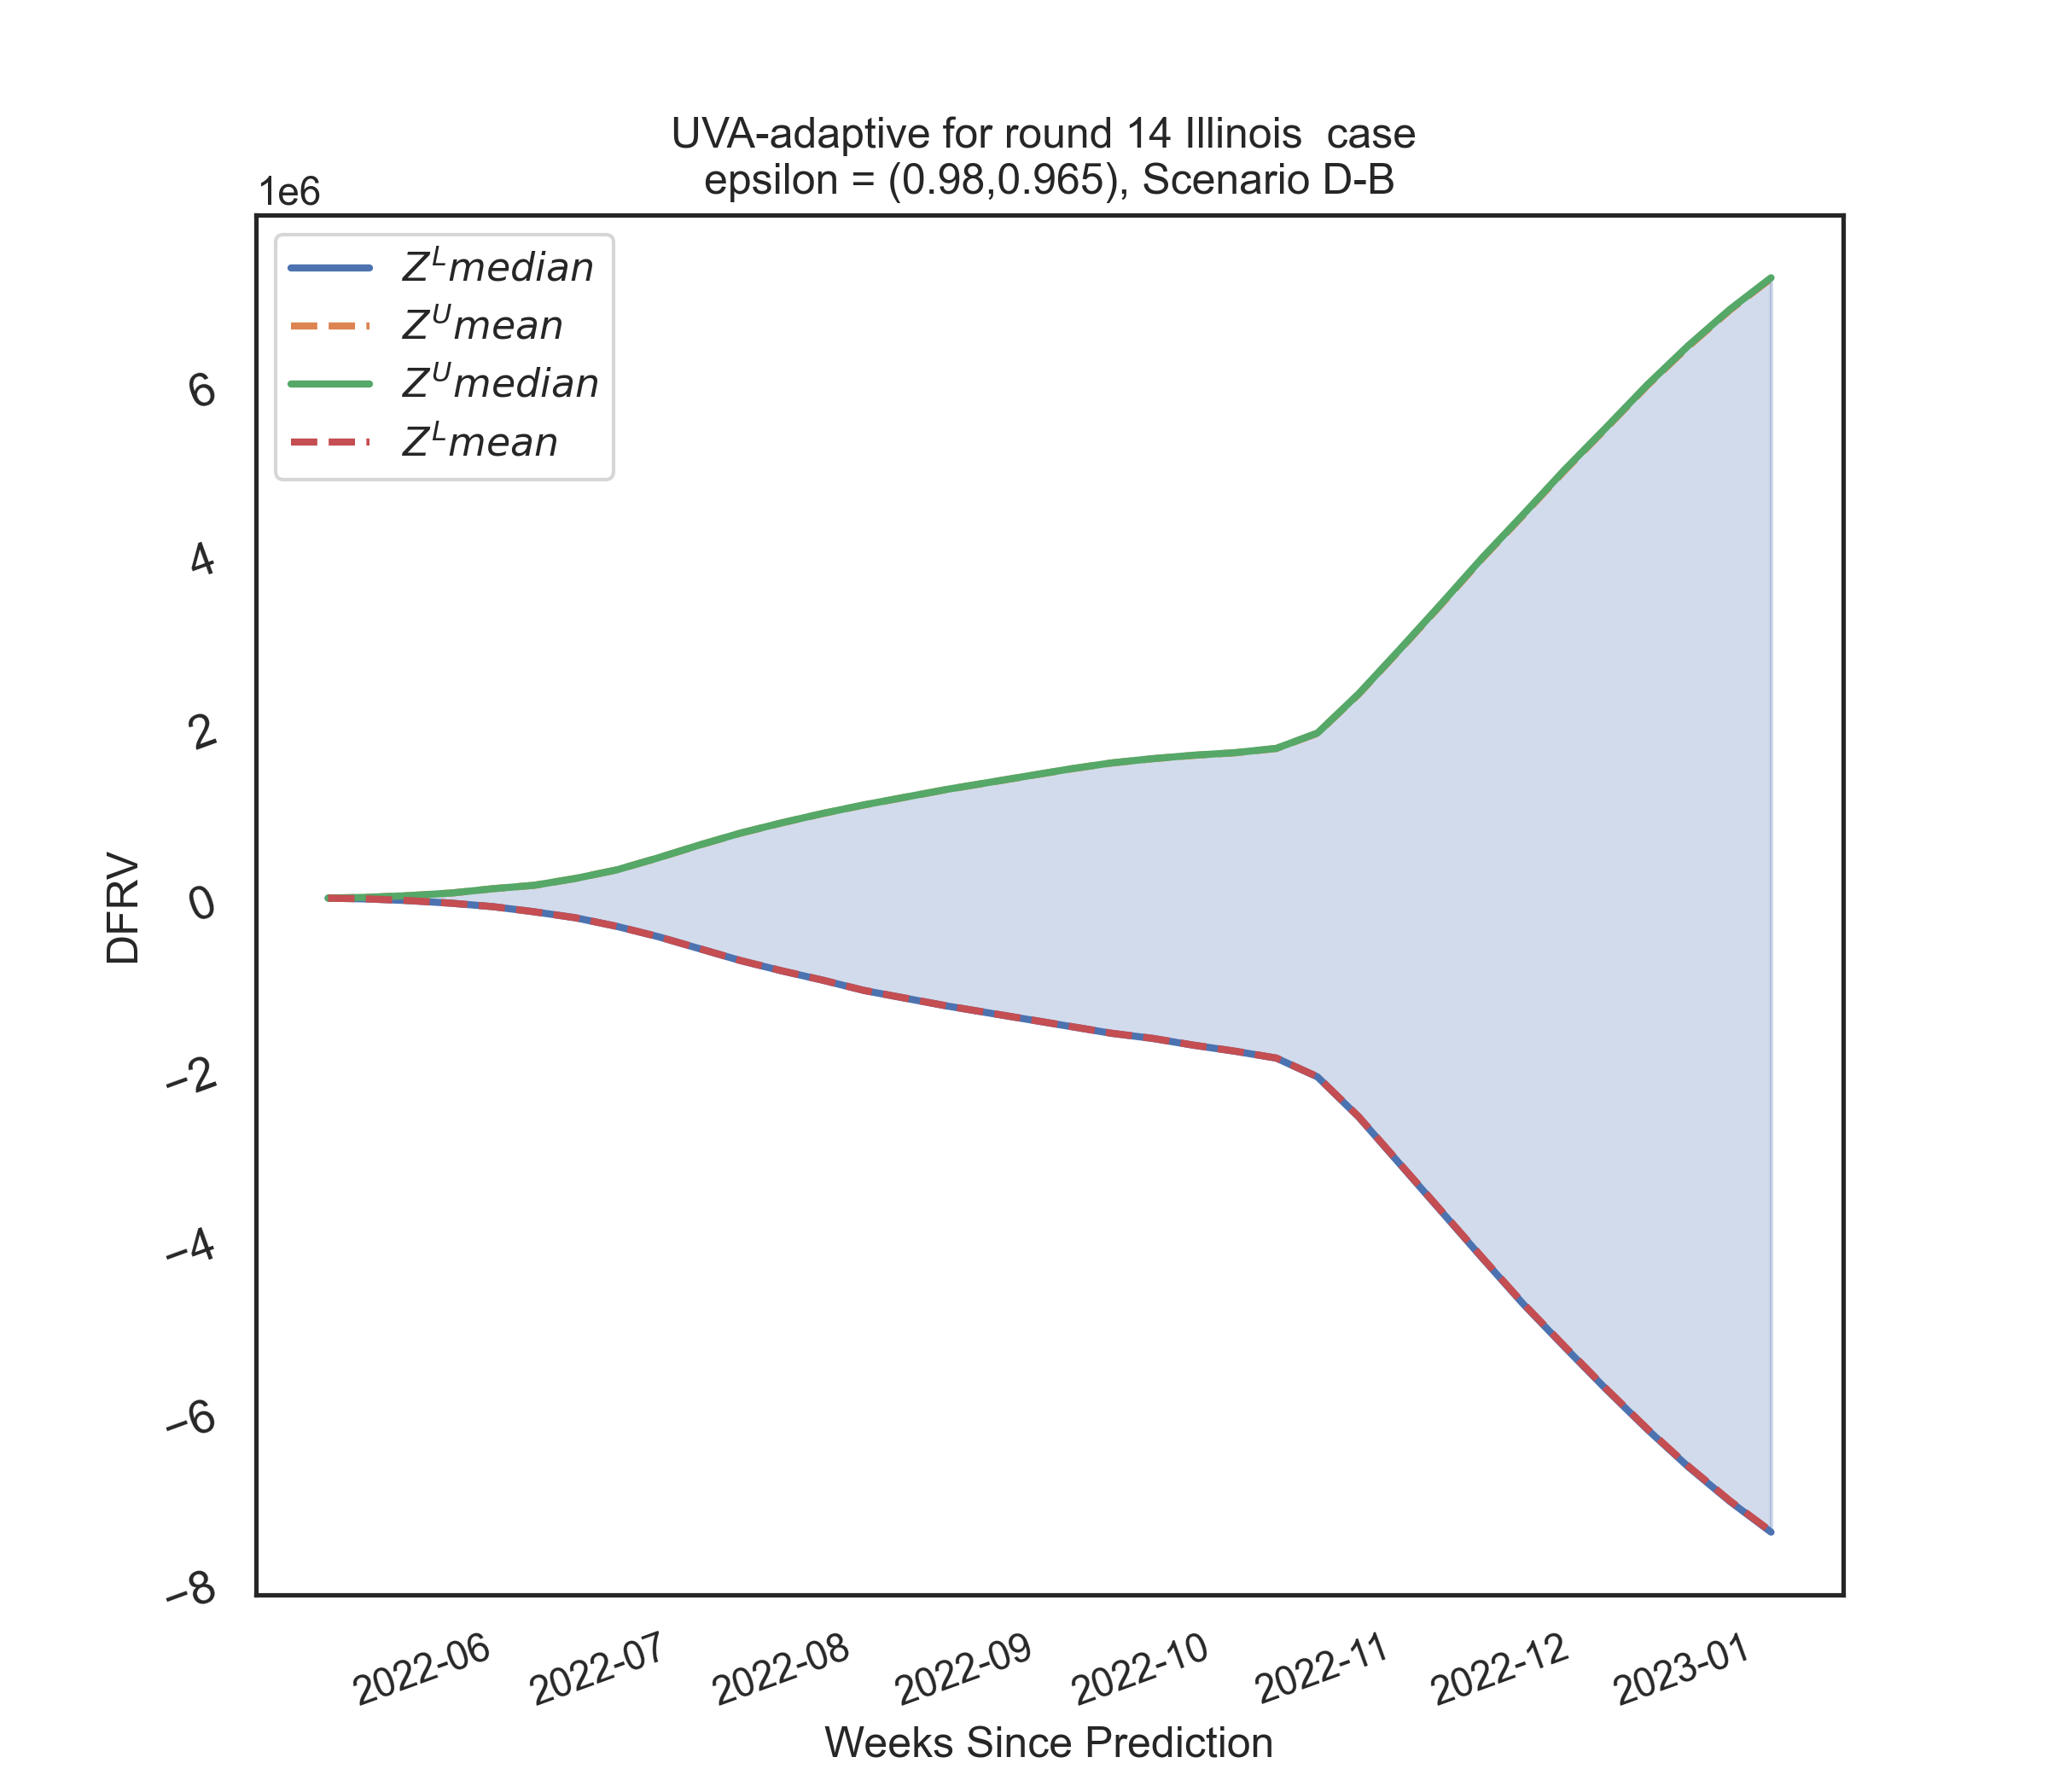 UVA-adaptive for round 14 Illinois  case
epsilon = (0.98,0.965), Scenario D-B
1e6
Z^L median
Z^U mean
Z^U median
Z^L mean
6
4
2
0
−2
−4
−6
−8
DFRV
2022-06
2022-07
2022-08
2022-09
2022-10
2022-11
2022-12
2023-01
Weeks Since Prediction